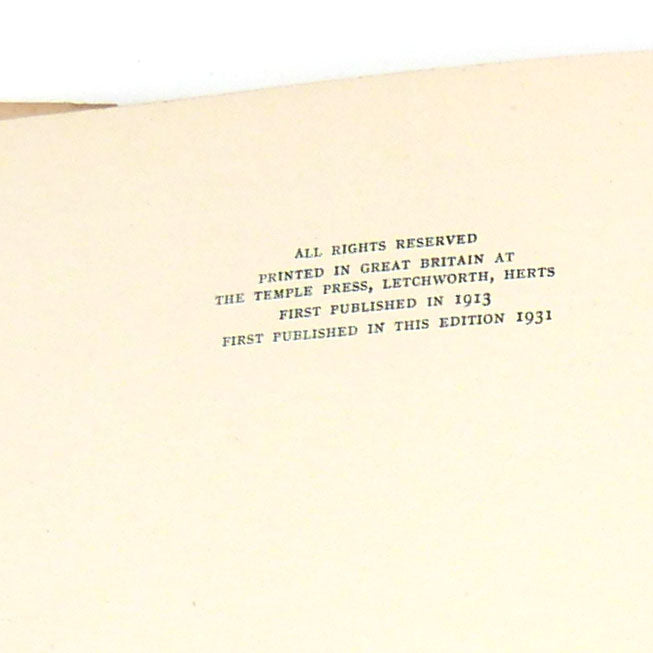 ALL RIGHTS RESERVED
PRINTED IN GREAT BRITAIN AT
THE TEMPLE PRESS, LETCHWORTH, HERTS
FIRST PUBLISHED IN 1913
FIRST PUBLISHED IN THIS EDITION 1931